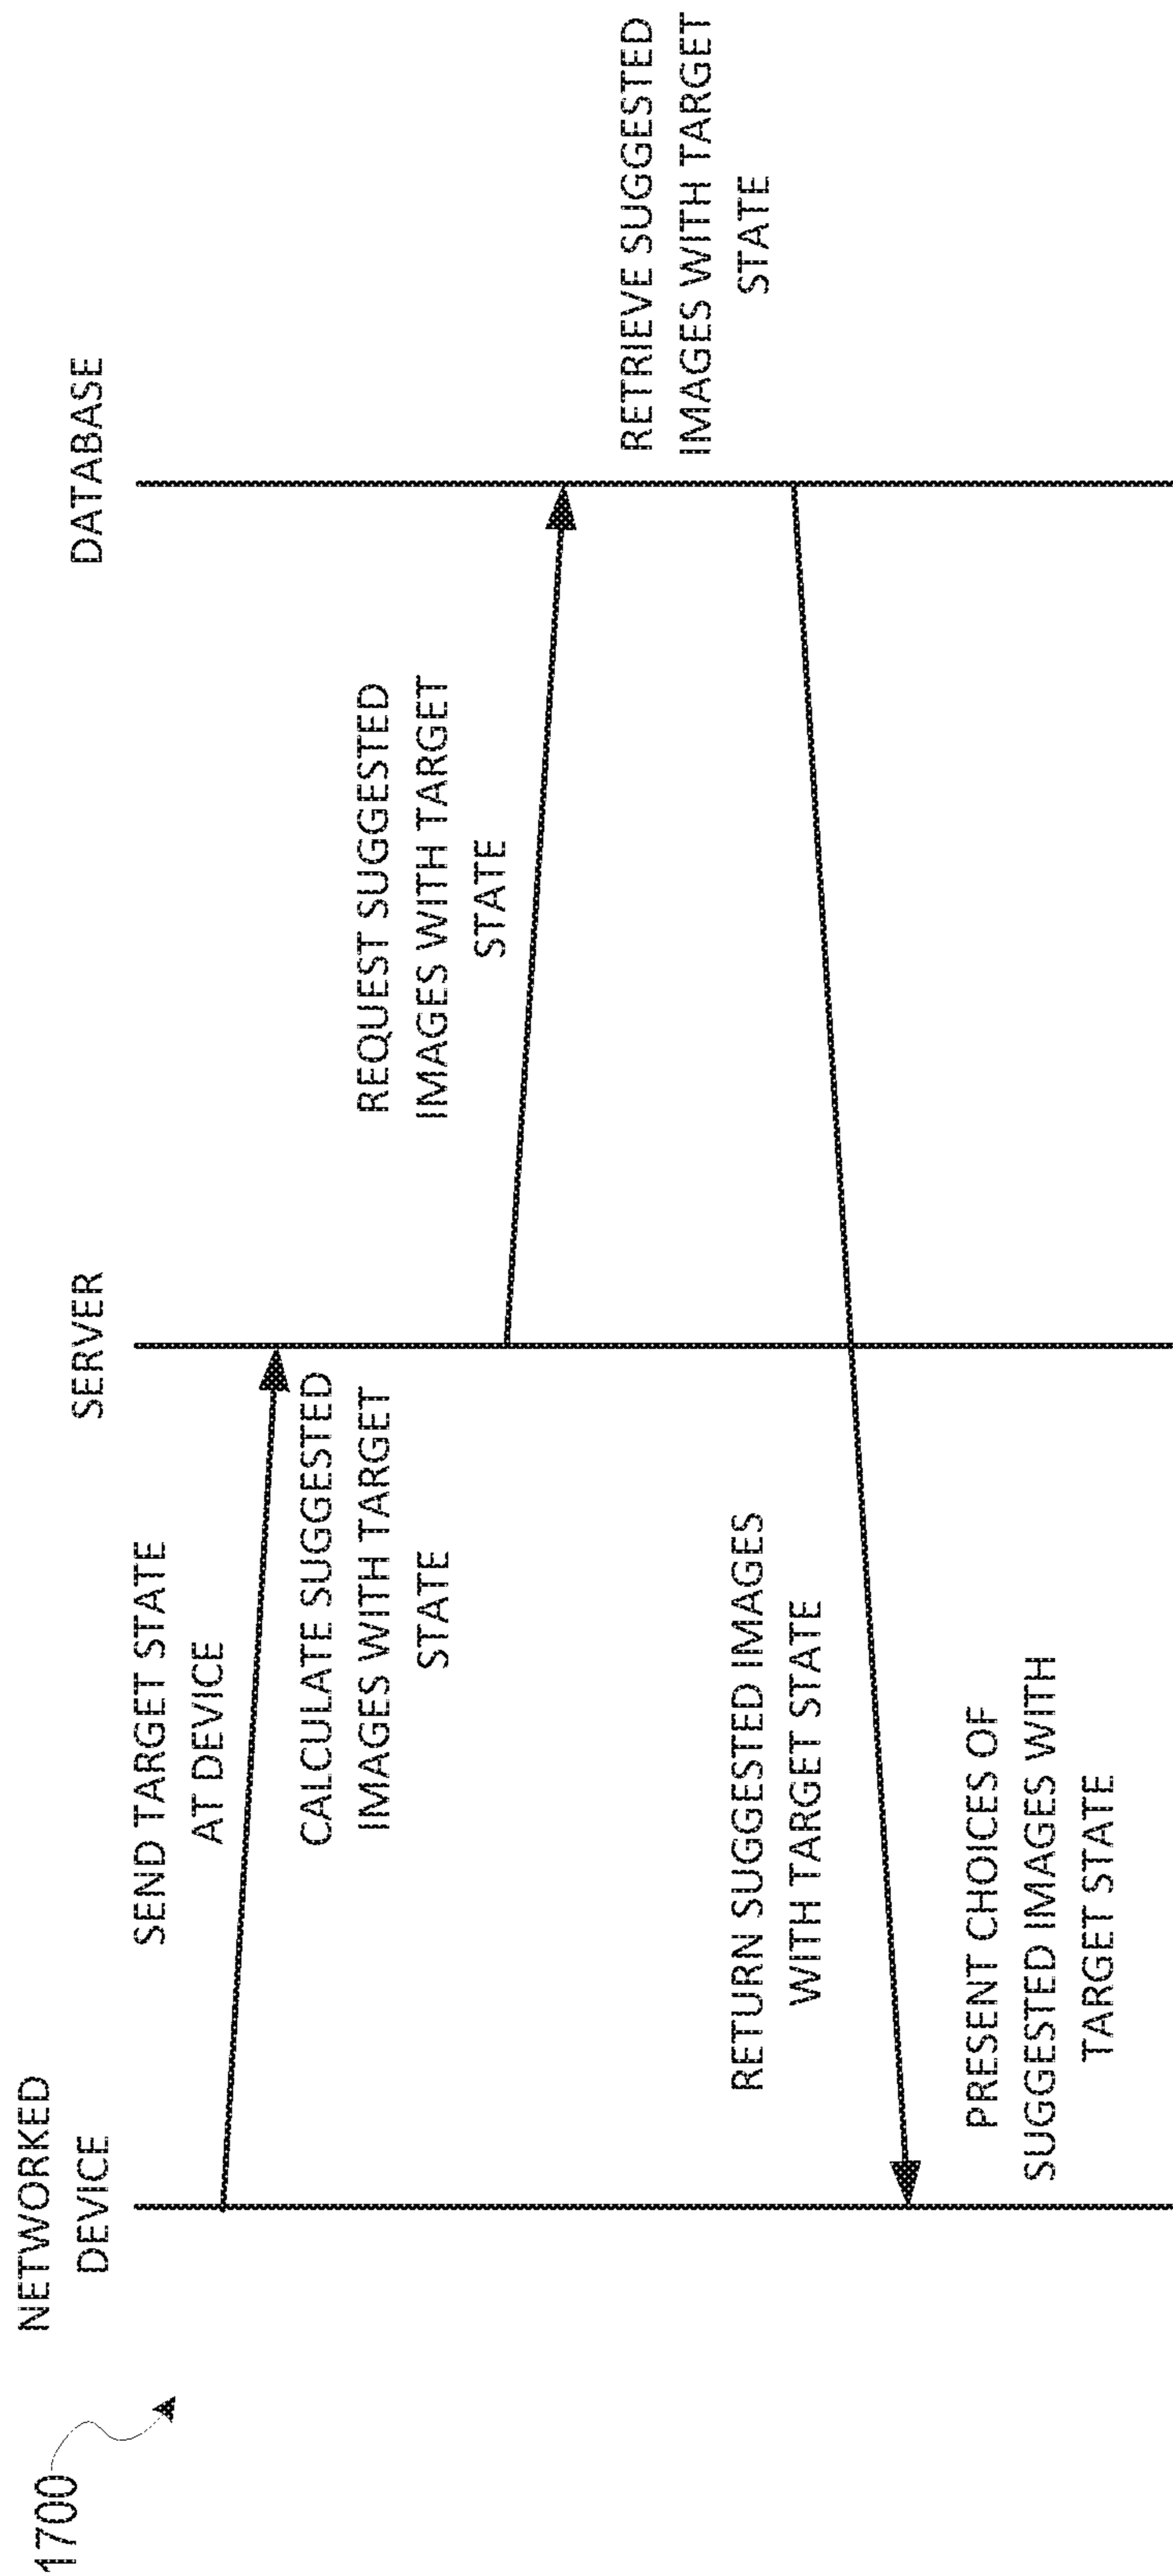 1700
NETWORKED
DEVICE
SERVER
DATABASE
SEND TARGET STATE
AT DEVICE
CALCULATE SUGGESTED
IMAGES WITH TARGET
STATE
REQUEST SUGGESTED
IMAGES WITH TARGET
STATE
RETRIEVE SUGGESTED
IMAGES WITH TARGET
STATE
RETURN SUGGESTED IMAGES
WITH TARGET STATE
PRESENT CHOICES OF
SUGGESTED IMAGES WITH
TARGET STATE